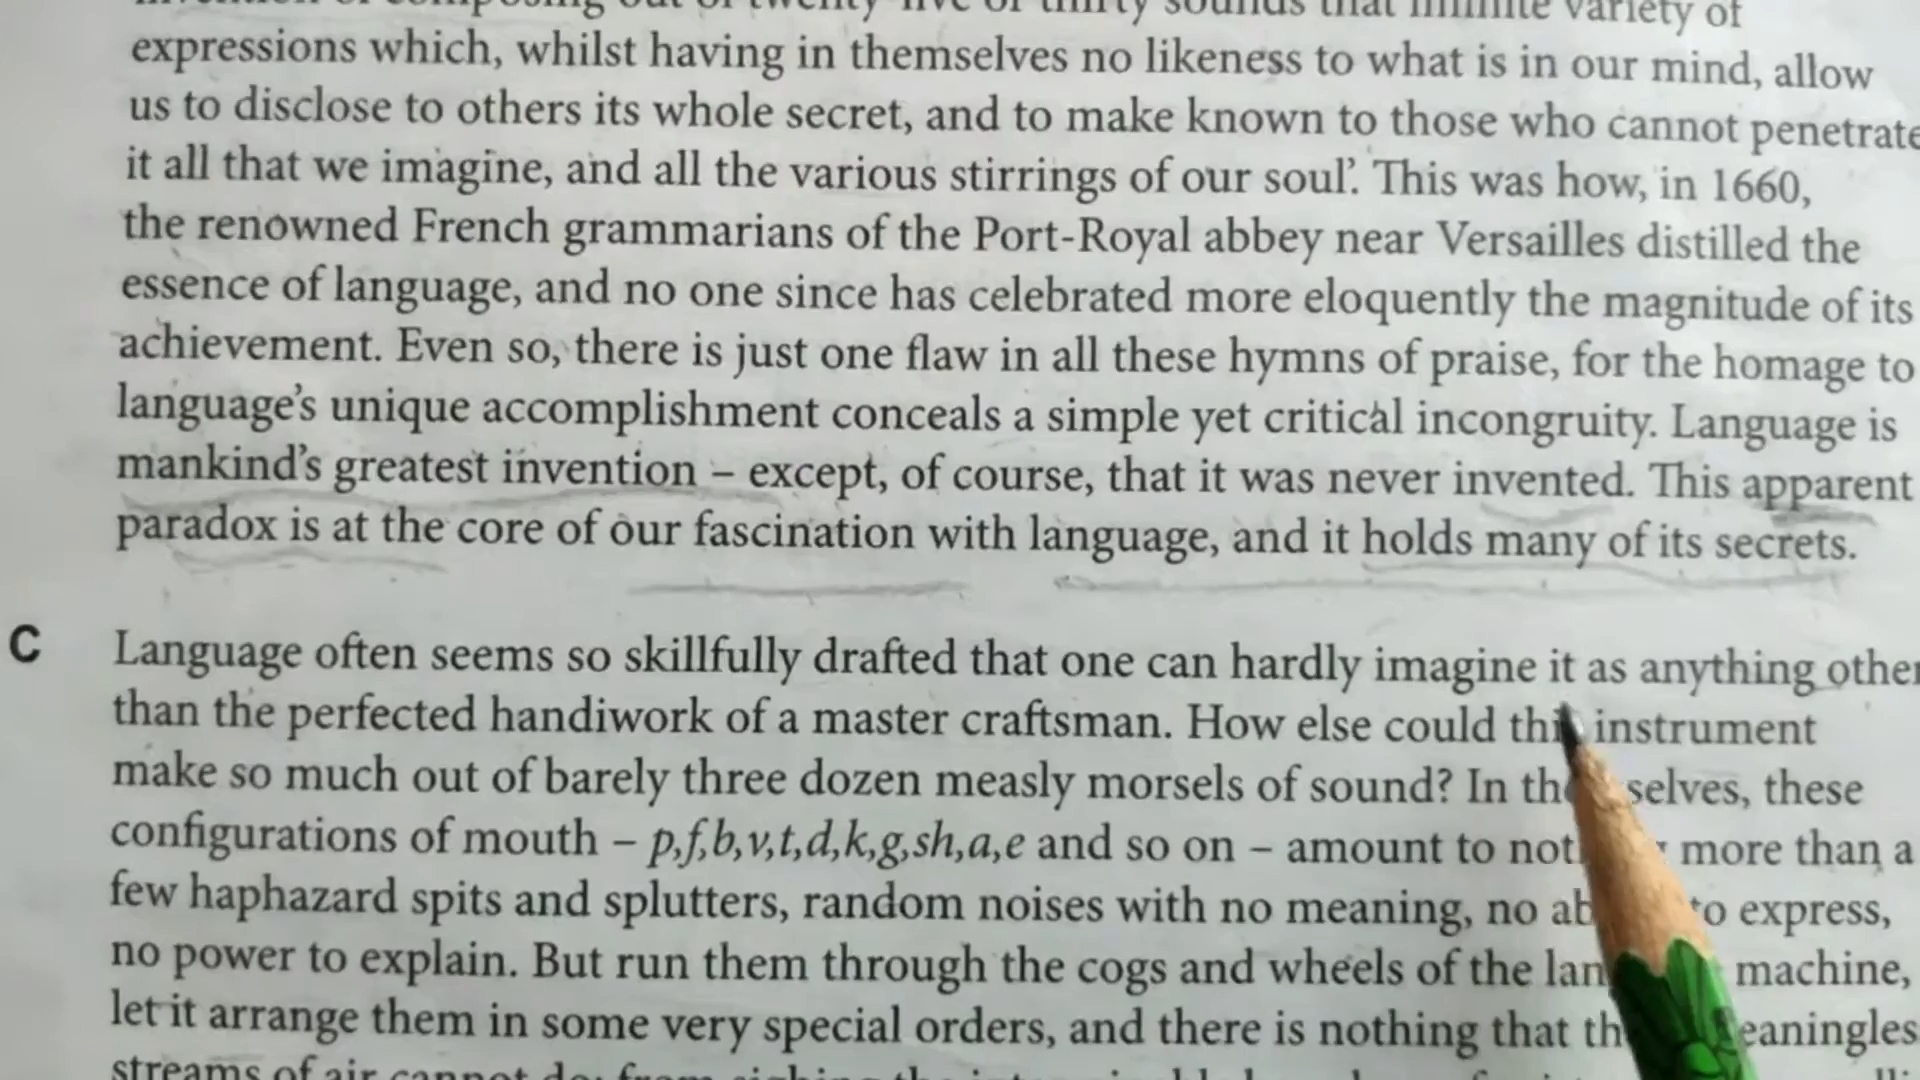 expressions which, whilst having in themselves no likeness to what is in our mind, allow
us to disclose to others its whole secret, and to make known to those who cannot penetrate
it all that we imagine, and all the various stirrings of our soul'. This was how, in 1660,
the renowned French grammarians of the Port-Royal abbey near Versailles distilled the
essence of language, and no one since has celebrated more eloquently the magnitude of its
achievement. Even so, there is just one flaw in all these hymns of praise, for the homage to
language's unique accomplishment conceals a simple yet critical incongruity. Language is
mankind's greatest invention – except, of course, that it was never invented. This apparent
paradox is at the core of our fascination with language, and it holds many of its secrets.
C Language often seems so skillfully drafted that one can hardly imagine it as anything other
than the perfected handiwork of a master craftsman. How else could thi instrument
make so much out of barely three dozen measly morsels of sound? In th selves, these
configurations of mouth – p,f,b,v,t,d,k,g,sh,a,e and so on – amount to not more than a
few haphazard spits and splutters, random noises with no meaning, no ab to express,
no power to explain. But run them through the cogs and wheels of the lan machine,
let it arrange them in some very special orders, and there is nothing that th eaningles